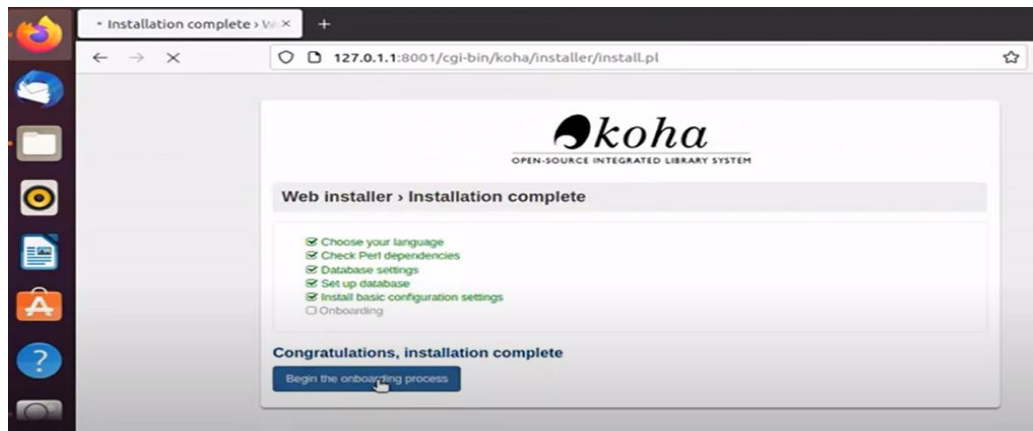 Installation complete › W
127.0.1.1:8001/cgi-bin/koha/installer/install.pl
koha
OPEN-SOURCE INTEGRATED LIBRARY SYSTEM
Web installer › Installation complete
Choose your language
Check Perl dependencies
Database settings
Set up database
Install basic configuration settings
Onboarding
Congratulations, installation complete
Begin the onboarding process